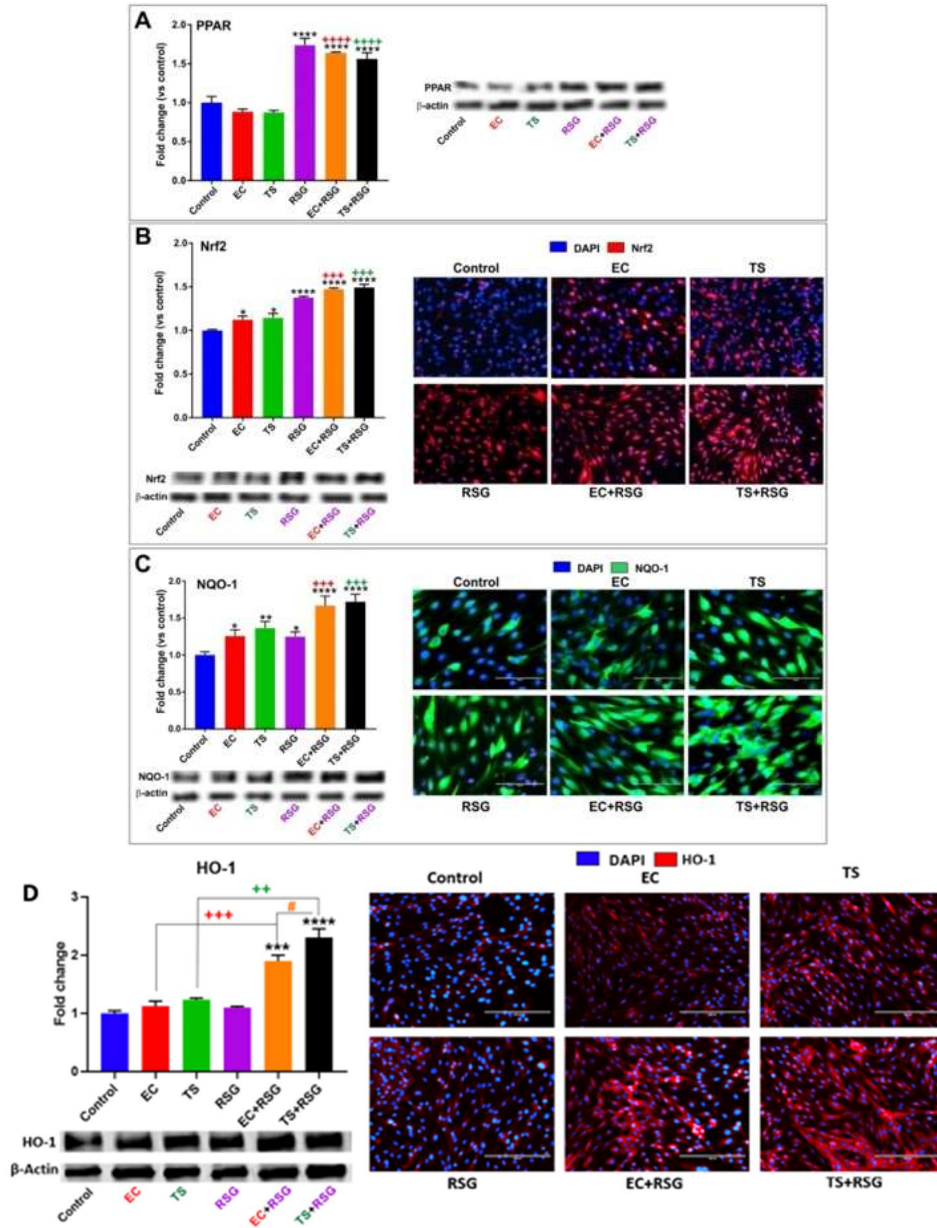 A
PPAR
++++
++++
****
****
****
Fold change (vs control)
2.0
1.5
1.0
0.5
0.0
Control
EC
TS
RSG
EC+RSG
TS+RSG
PPAR
β-actin
Control
EC
TS
RSG
EC+RSG
TS+RSG
B
Nrf2
+++
+++
*
*
****
****
****
Fold change (vs control)
2.0
1.5
1.0
0.5
0.0
Control
EC
TS
RSG
EC+RSG
TS+RSG
Nrf2
β-actin
Control
EC
TS
RSG
EC+RSG
TS+RSG
DAPI
Nrf2
Control
EC
TS
RSG
EC+RSG
TS+RSG
C
NQO-1
+++
+++
*
**
*
****
****
Fold change (vs control)
2.0
1.5
1.0
0.5
0.0
Control
EC
TS
RSG
EC+RSG
TS+RSG
NQO-1
β-actin
Control
EC
TS
RSG
EC+RSG
TS+RSG
DAPI
NQO-1
Control
EC
TS
RSG
EC+RSG
TS+RSG
D
HO-1
++
+++
#
***
****
Fold change
3
2
1
0
Control
EC
TS
RSG
EC+RSG
TS+RSG
HO-1
β-Actin
Control
EC
TS
RSG
EC+RSG
TS+RSG
DAPI
HO-1
Control
EC
TS
RSG
EC+RSG
TS+RSG